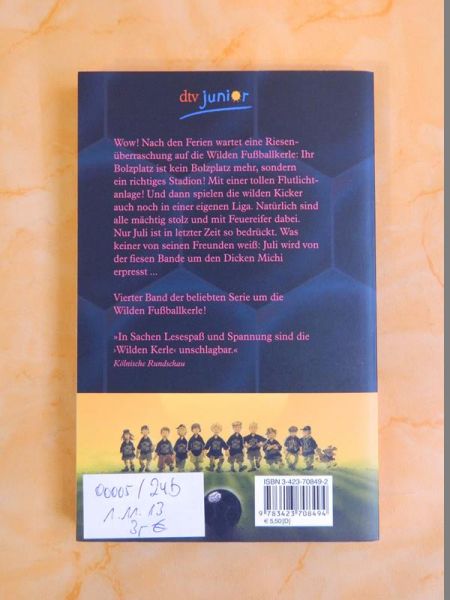 dtv junior
Wow! Nach den Ferien wartet eine Riesen-
überraschung auf die Wilden Fußballkerle: Ihr
Bolzplatz ist kein Bolzplatz mehr, sondern
ein richtiges Stadion! Mit einer tollen Flutlicht-
anlage! Und dann spielen die wilden Kicker
auch noch in einer eigenen Liga. Natürlich sind
alle mächtig stolz und mit Feuereifer dabei.
Nur Juli ist in letzter Zeit so bedrückt. Was
keiner von seinen Freunden weiß: Juli wird von
der fiesen Bande um den Dicken Michi
erpresst ...
Vierter Band der beliebten Serie um die
Wilden Fußballkerle!
»In Sachen Lesespaß und Spannung sind die
›Wilden Kerle‹ unschlagbar.«
Kölnische Rundschau
00005/246
1.11.13
3,- €
ISBN 3-423-70849-2
9 783423 708494
€ 5,50 [D]